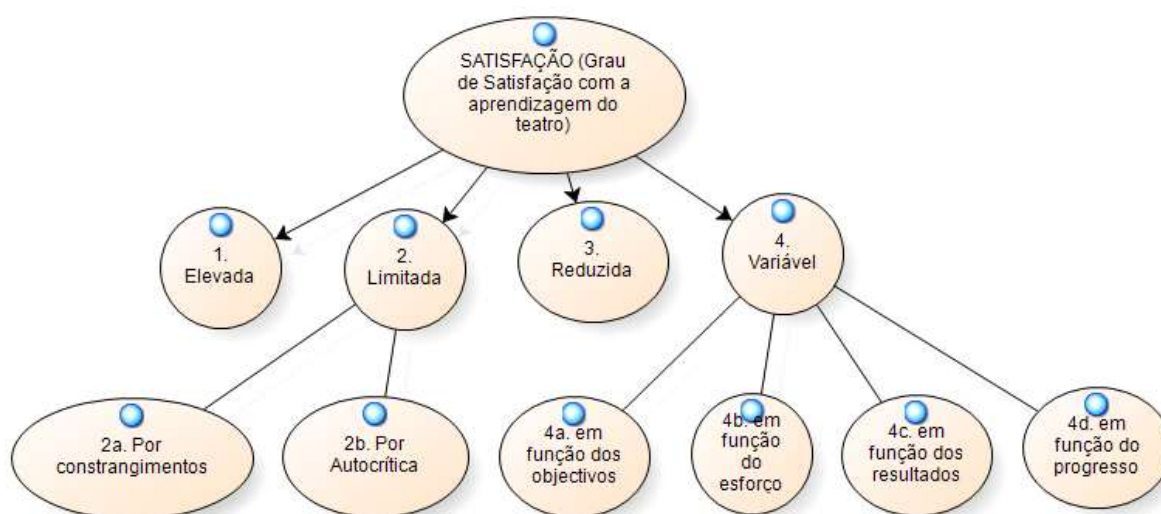 SATISFAÇÃO (Grau
de Satisfação com a
aprendizagem do
teatro)
1.
Elevada
2.
Limitada
3.
Reduzida
4.
Variável
2a. Por
constrangimentos
2b. Por
Autocrítica
4a. em
função dos
objectivos
4b. em
função
do
esforço
4c. em
função dos
resultados
4d. em
função do
progresso